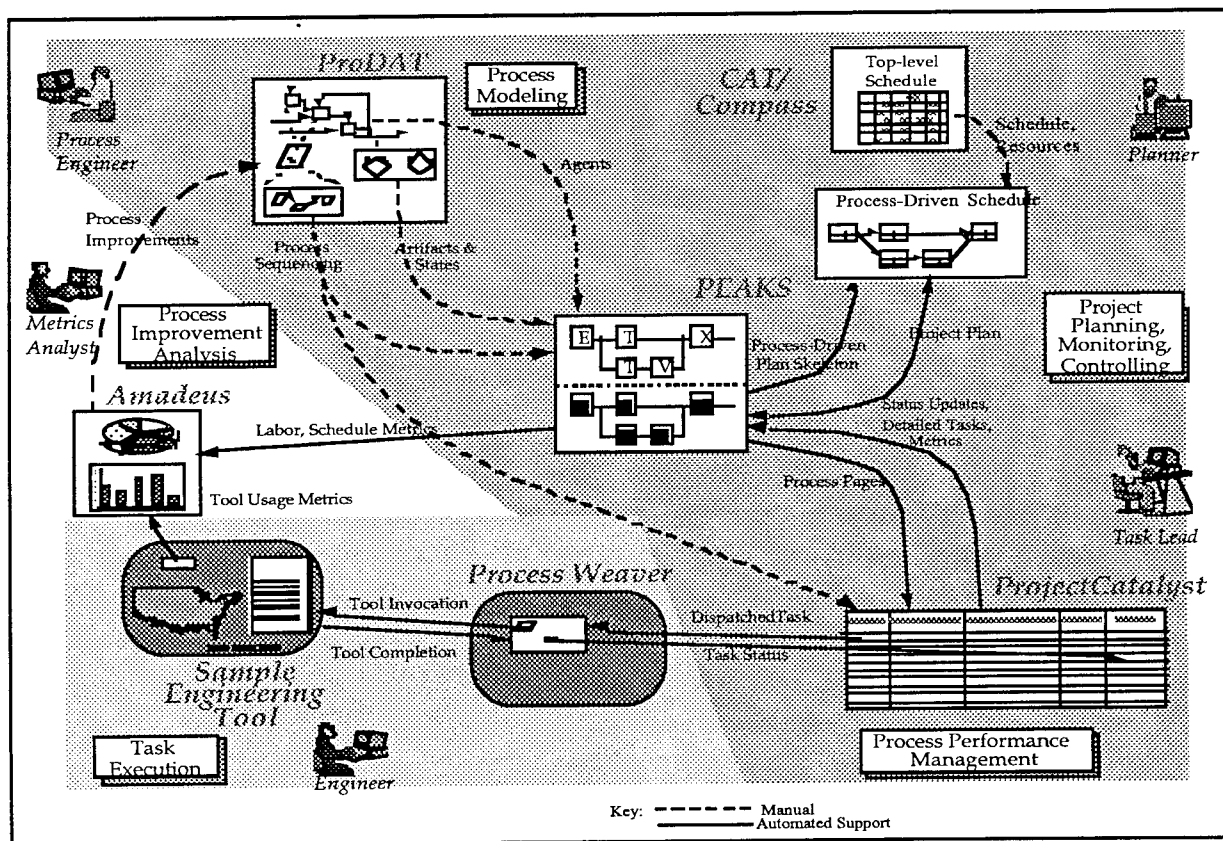 ProDAT
Process
Modeling
CAT/
Compass
Top-level
Schedule
Process
Engineer
Schedule,
Resources
Planner
Agents
Process-Driven Schedule
Process
Improvements
Process
Sequencing
Artifacts &
States
PLAKS
Metrics
Analyst
Process
Improvement
Analysis
E T X
T V
Process-Driven
Plan Skeleton
Project Plan
Project
Planning,
Monitoring,
Controlling
Amadeus
Labor, Schedule Metrics
Status Updates,
Detailed Tasks,
Metrics
Tool Usage Metrics
Process Pages
Task Lead
Process Weaver
ProjectCatalyst
Tool Invocation
DispatchedTask
Tool Completion
Task Status
Sample
Engineering
Tool
Task
Execution
Engineer
Process Performance
Management
Key:
Manual
Automated Support